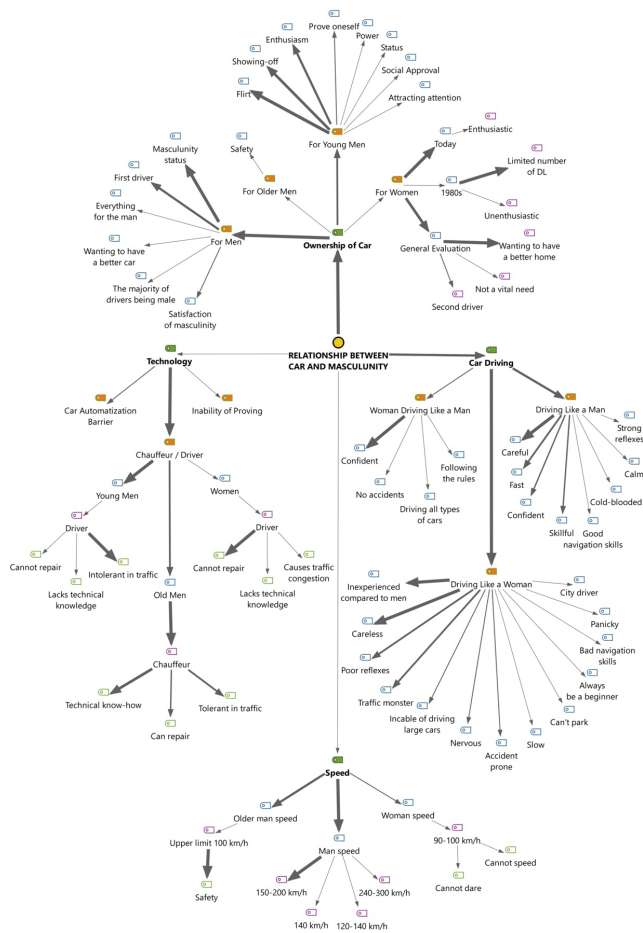 Prove oneself
Enthusiasm
Power
Status
Showing-off
Social Approval
Flirt
Attracting attention
For Young Men
Masculunity
status
Safety
Today
Enthusiastic
Limited number
of DL
First driver
For Older Men
For Women
1980s
Everything
for the man
Unenthusiastic
For Men
Ownership of Car
General Evaluation
Wanting to have
a better home
Wanting to have
a better car
Not a vital need
The majority of
drivers being male
Second driver
Satisfaction
of masculinity
RELATIONSHIP BETWEEN
CAR AND MASCULUNITY
Technology
Car Driving
Car Automatization
Barrier
Inability of Proving
Woman Driving Like a Man
Driving Like a Man
Strong
reflexes
Chauffeur / Driver
Confident
Following
the rules
Careful
Calm
Young Men
Women
No accidents
Driving all types
of cars
Fast
Confident
Cold-blooded
Driver
Driver
Skillful
Good
navigation skills
Cannot repair
Intolerant in traffic
Cannot repair
Causes traffic
congestion
Lacks technical
knowledge
Old Men
Lacks technical
knowledge
Inexperienced
compared to men
Driving Like a Woman
City driver
Careless
Panicky
Chauffeur
Poor reflexes
Bad navigation
skills
Technical know-how
Tolerant in traffic
Traffic monster
Always
be a beginner
Can repair
Incable of driving
large cars
Can't park
Nervous
Accident
prone
Slow
Speed
Older man speed
Woman speed
Upper limit 100 km/h
Man speed
90-100 km/h
Cannot speed
150-200 km/h
240-300 km/h
Cannot dare
Safety
140 km/h
120-140 km/h